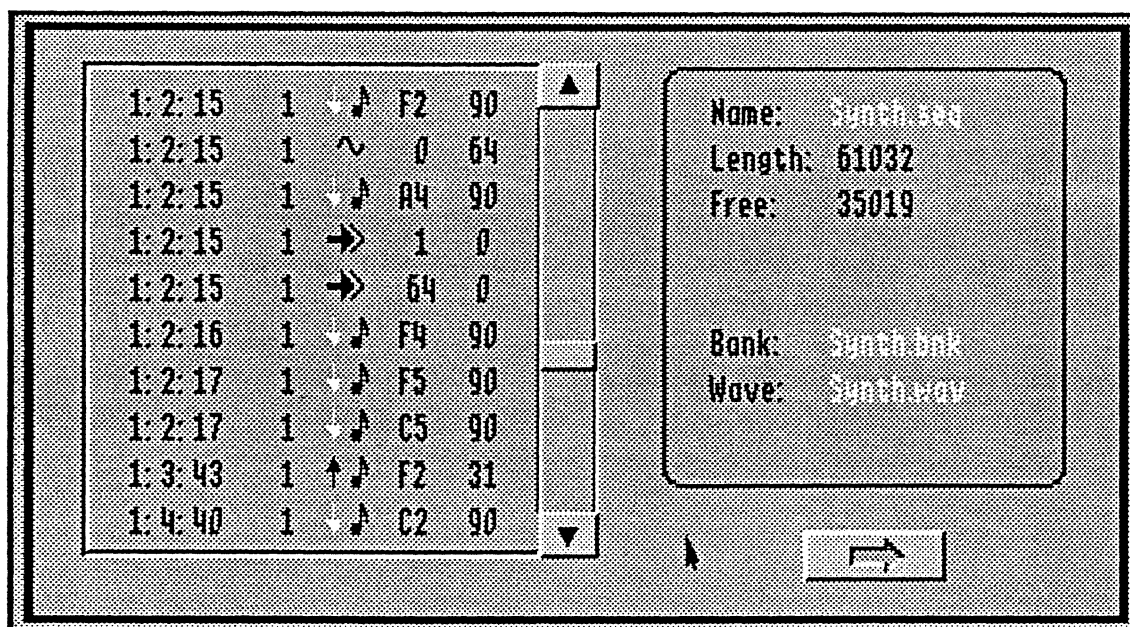 1: 2: 15 1 F2 90
1: 2: 15 1 0 64
1: 2: 15 1 A4 90
1: 2: 15 1 1 0
1: 2: 15 1 64 0
1: 2: 16 1 F4 90
1: 2: 17 1 F5 90
1: 2: 17 1 C5 90
1: 3: 43 1 F2 31
1: 4: 40 1 C2 90
Name: Synth.seq
Length: 61032
Free: 35019
Bank: Synth.bnk
Wave: Synth.wav